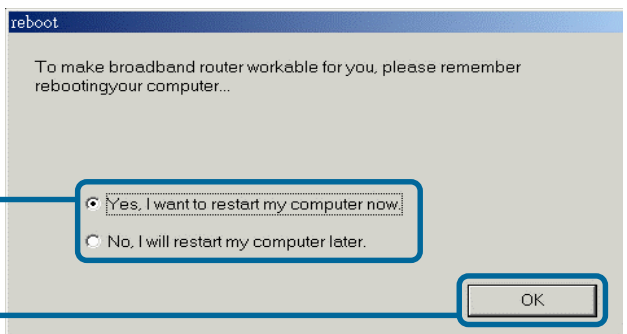 reboot
To make broadband router workable for you, please remember
rebootingyour computer...
Yes, I want to restart my computer now.
No, I will restart my computer later.
OK